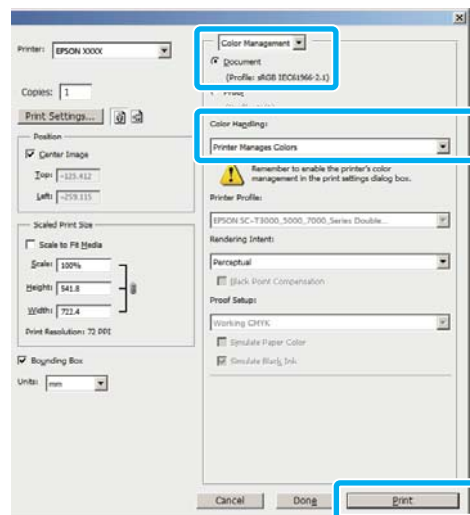 Printer: EPSON XXXX
Copies: 1
Print Settings...
Position
Center Image
Top: -125.412
Left: -259.115
Scaled Print Size
Scale to Fit Media
Scale: 100%
Height: 541.8
Width: 722.4
Print Resolution: 72 PPI
Bounding Box
Units: mm
Color Management
Document
(Profile: sRGB IEC61966-2.1)
Proof
Color Handling:
Printer Manages Colors
Remember to enable the printer's color
management in the print settings dialog box.
Printer Profile:
EPSON SC-T3000_5000_7000_Series Double...
Rendering Intent:
Perceptual
Black Point Compensation
Proof Setup:
Working CMYK
Simulate Paper Color
Simulate Black Ink
Cancel
Done
Print